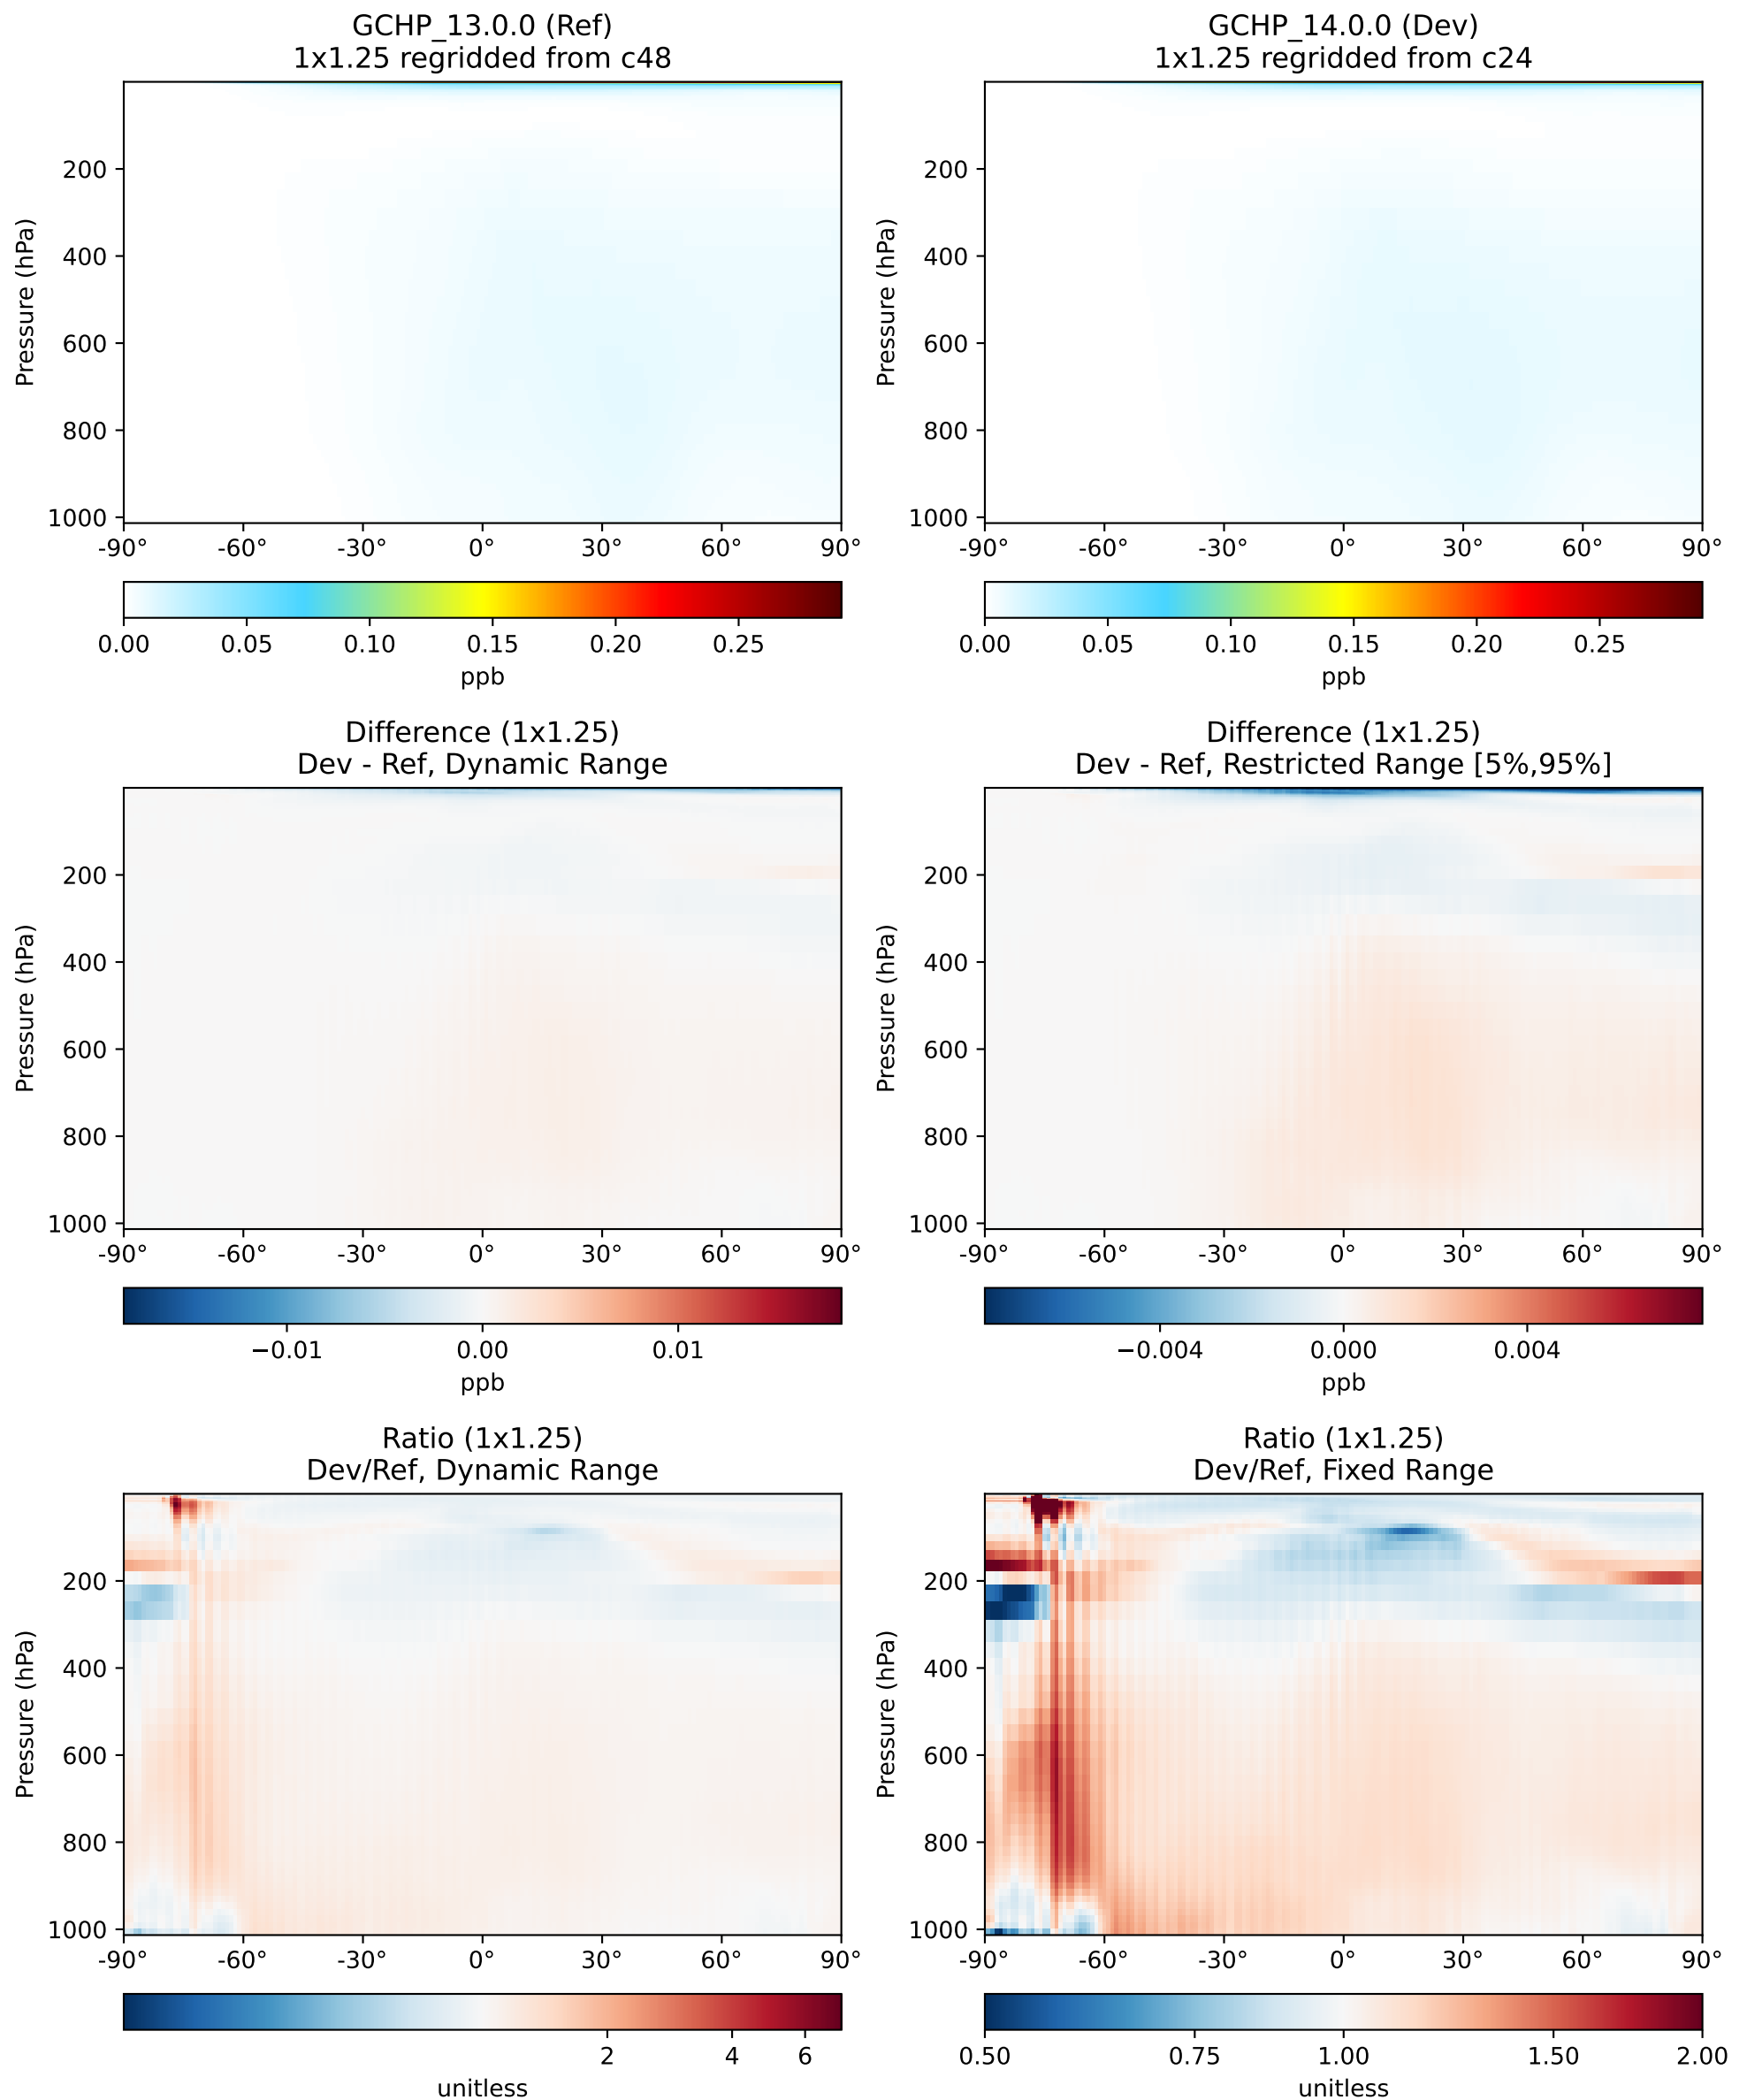 GCHP_13.0.0 (Ref)
1x1.25 regridded from c48
Pressure (hPa)
200
400
600
800
1000
-90° -60° -30° 0° 30° 60° 90°
0.00 0.05 0.10 0.15 0.20 0.25
ppb
GCHP_14.0.0 (Dev)
1x1.25 regridded from c24
Pressure (hPa)
200
400
600
800
1000
-90° -60° -30° 0° 30° 60° 90°
0.00 0.05 0.10 0.15 0.20 0.25
ppb
Difference (1x1.25)
Dev - Ref, Dynamic Range
Pressure (hPa)
200
400
600
800
1000
-90° -60° -30° 0° 30° 60° 90°
−0.01 0.00 0.01
ppb
Difference (1x1.25)
Dev - Ref, Restricted Range [5%,95%]
Pressure (hPa)
200
400
600
800
1000
-90° -60° -30° 0° 30° 60° 90°
−0.004 0.000 0.004
ppb
Ratio (1x1.25)
Dev/Ref, Dynamic Range
Pressure (hPa)
200
400
600
800
1000
-90° -60° -30° 0° 30° 60° 90°
2 4 6
unitless
Ratio (1x1.25)
Dev/Ref, Fixed Range
Pressure (hPa)
200
400
600
800
1000
-90° -60° -30° 0° 30° 60° 90°
0.50 0.75 1.00 1.50 2.00
unitless